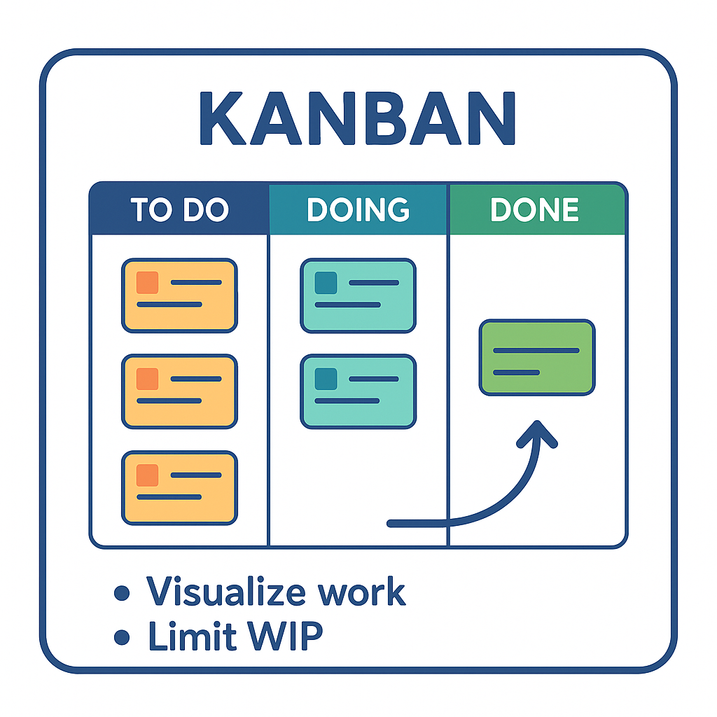 KANBAN
TO DO DOING DONE
• Visualize work
• Limit WIP